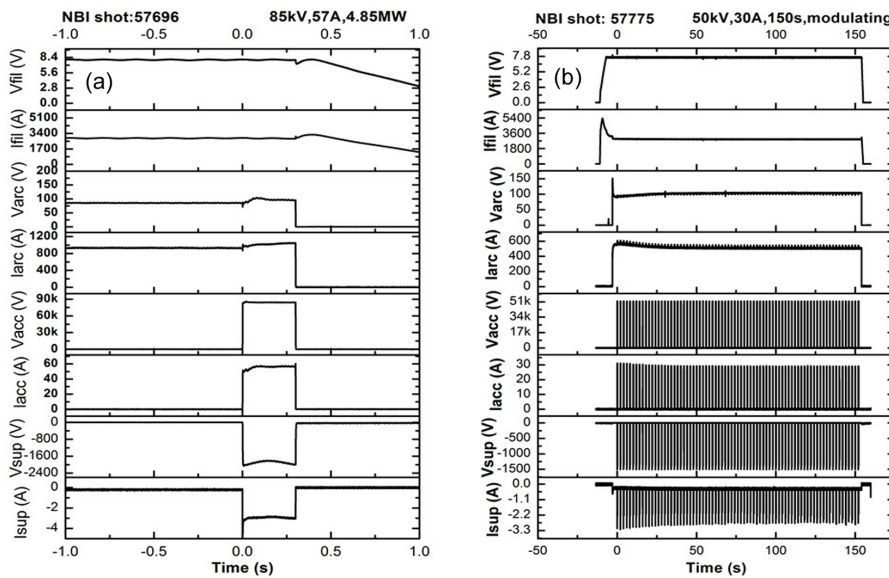 NBI shot:57696 85kV,57A,4.85MW
-1.0 -0.5 0.0 0.5 1.0
(a)
Vfil (V)
8.4
5.6
2.8
0.0
Ifil (A)
5100
3400
1700
0
Varc (V)
200
150
100
50
0
Iarc (A)
1200
800
400
0
Vacc (V)
90k
60k
30k
0
Iacc (A)
60
40
20
0
Vsup (V)
0
-800
-1600
-2400
Isup (A)
0
-2
-4
-1.0 -0.5 0.0 0.5 1.0
Time (s)
NBI shot: 57775 50kV,30A,150s,modulating
-50 0 50 100 150
(b)
Vfil (V)
7.8
5.2
2.6
0.0
Ifil (A)
5400
3600
1800
0
Varc (V)
150
100
50
0
Iarc (A)
600
400
200
0
Vacc (V)
51k
34k
17k
0
Iacc (A)
30
20
10
0
Vsup (V)
0
-500
-1000
-1500
Isup (A)
0.0
-1.1
-2.2
-3.3
-50 0 50 100 150
Time (s)